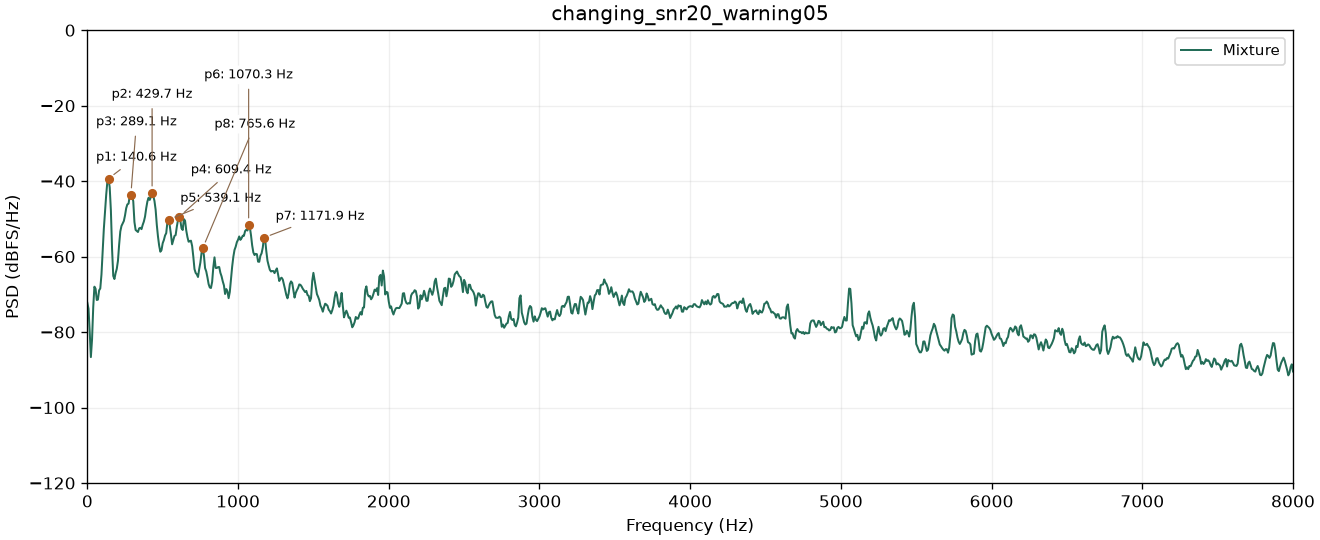 changing_snr20_warning05
Mixture
p6: 1070.3 Hz
p2: 429.7 Hz
p3: 289.1 Hz
p8: 765.6 Hz
p1: 140.6 Hz
p4: 609.4 Hz
p5: 539.1 Hz
p7: 1171.9 Hz
PSD (dBFS/Hz)
0
−20
−40
−60
−80
−100
−120
0 1000 2000 3000 4000 5000 6000 7000 8000
Frequency (Hz)